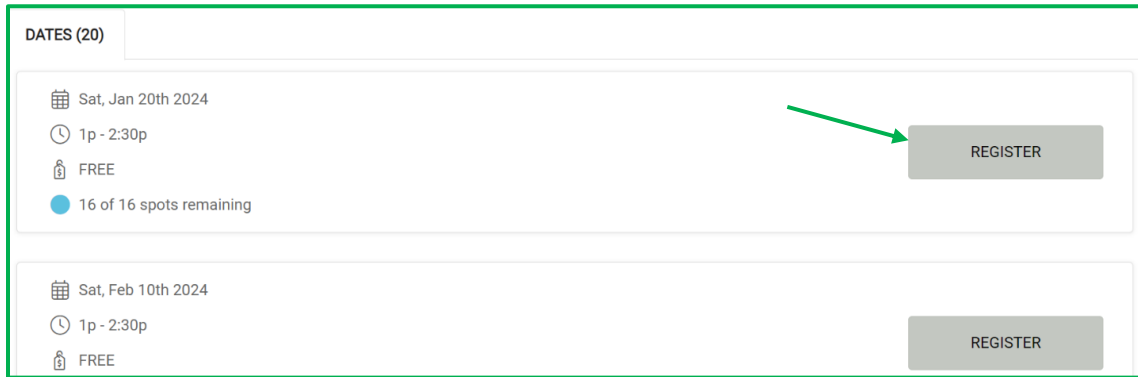 DATES (20)
Sat, Jan 20th 2024
1p - 2:30p
REGISTER
FREE
16 of 16 spots remaining
Sat, Feb 10th 2024
1p - 2:30p
REGISTER
FREE